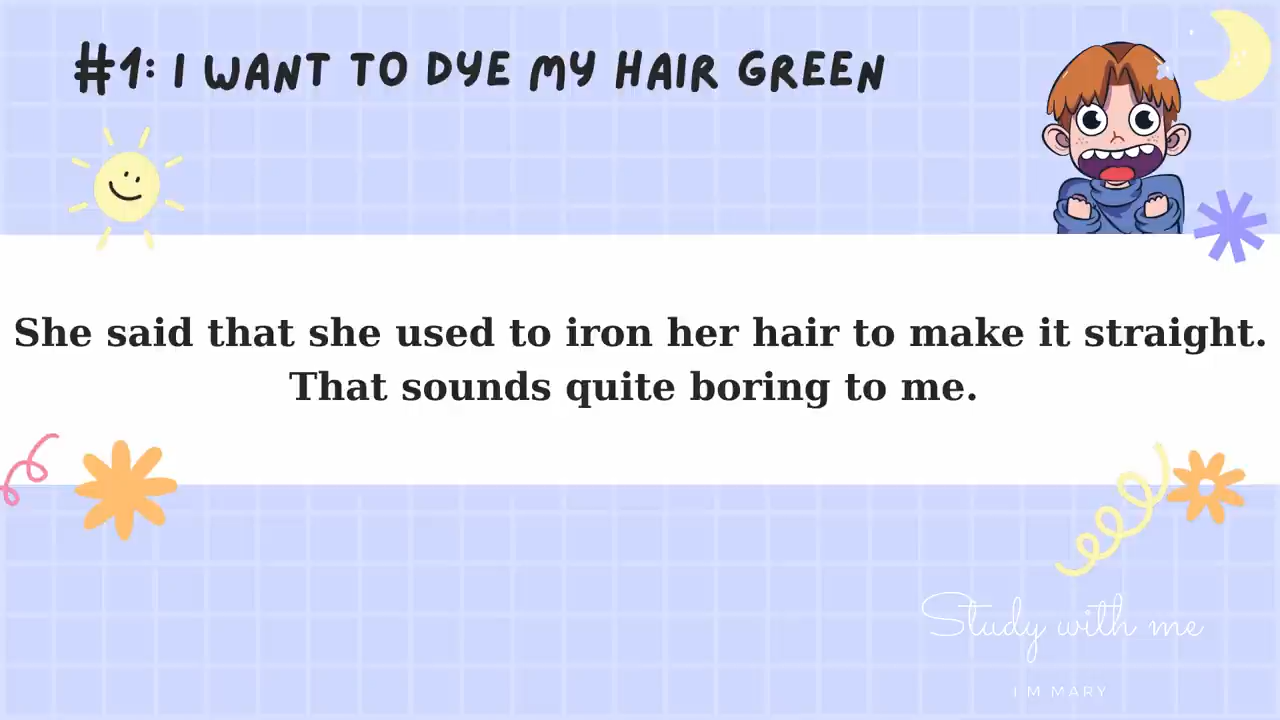 #1: I WANT TO DYE MY HAIR GREEN
She said that she used to iron her hair to make it straight.
That sounds quite boring to me.
Study with me
I M MARY